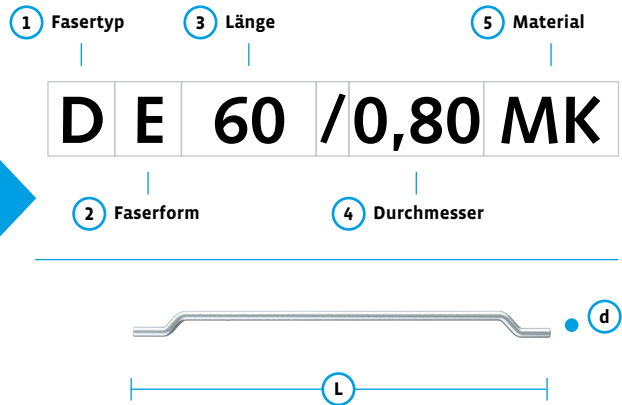 1 Fasertyp 3 Länge 5 Material
D E 60 /0,80 MK
2 Faserform 4 Durchmesser
d
L